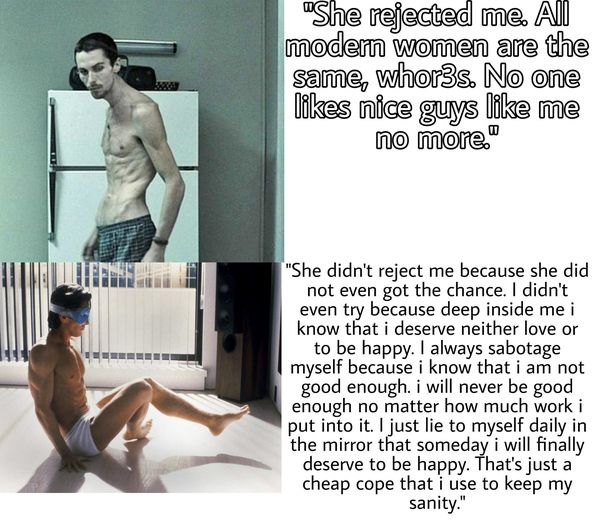 "She rejected me. All
modern women are the
same, whor3s. No one
likes nice guys like me
no more."
"She didn't reject me because she did
not even got the chance. I didn't
even try because deep inside me i
know that i deserve neither love or
to be happy. I always sabotage
myself because i know that i am not
good enough. i will never be good
enough no matter how much work i
put into it. I just lie to myself daily in
the mirror that someday i will finally
deserve to be happy. That's just a
cheap cope that i use to keep my
sanity."